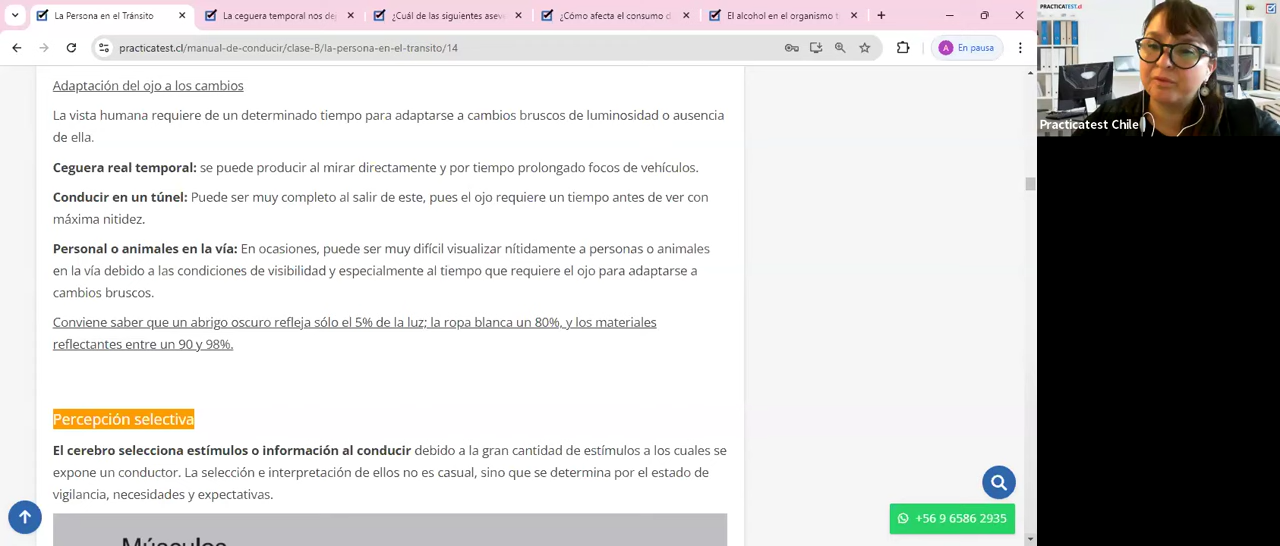 La Persona en el Tránsito
La ceguera temporal nos de
¿Cuál de las siguientes asev
¿Cómo afecta el consumo d
El alcohol en el organismo t
practicatest.cl/manual-de-conducir/clase-B/la-persona-en-el-transito/14
A
En pausa
Adaptación del ojo a los cambios
La vista humana requiere de un determinado tiempo para adaptarse a cambios bruscos de luminosidad o ausencia
de ella.
Ceguera real temporal: se puede producir al mirar directamente y por tiempo prolongado focos de vehículos.
Conducir en un túnel: Puede ser muy completo al salir de este, pues el ojo requiere un tiempo antes de ver con
máxima nitidez.
Personal o animales en la vía: En ocasiones, puede ser muy difícil visualizar nítidamente a personas o animales
en la vía debido a las condiciones de visibilidad y especialmente al tiempo que requiere el ojo para adaptarse a
cambios bruscos.
Conviene saber que un abrigo oscuro refleja sólo el 5% de la luz; la ropa blanca un 80%, y los materiales
reflectantes entre un 90 y 98%.
Percepción selectiva
El cerebro selecciona estímulos o información al conducir debido a la gran cantidad de estímulos a los cuales se
expone un conductor. La selección e interpretación de ellos no es casual, sino que se determina por el estado de
vigilancia, necesidades y expectativas.
Músculos
+56 9 6586 2935
PRACTICATEST.cl
Practicatest Chile